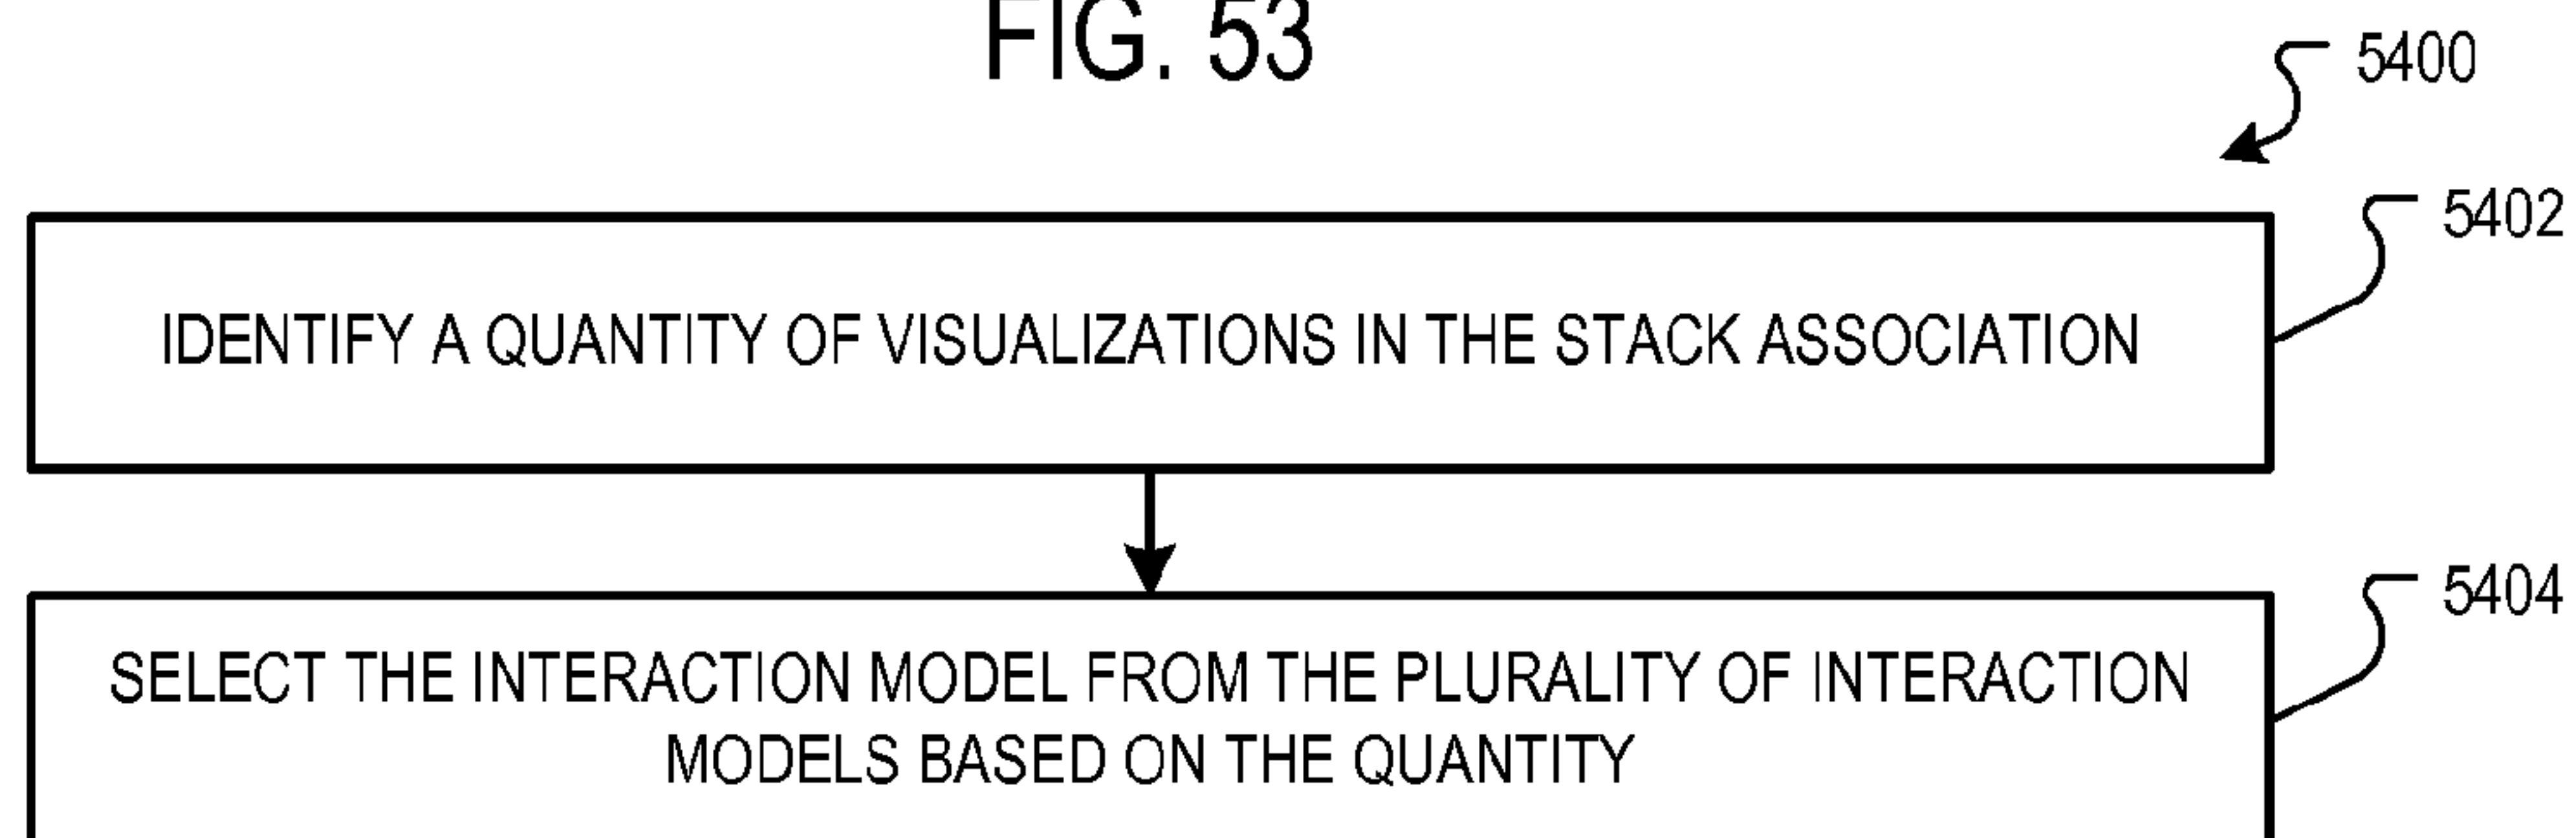 FIG. 53
5400
5402
IDENTIFY A QUANTITY OF VISUALIZATIONS IN THE STACK ASSOCIATION
5404
SELECT THE INTERACTION MODEL FROM THE PLURALITY OF INTERACTION
MODELS BASED ON THE QUANTITY